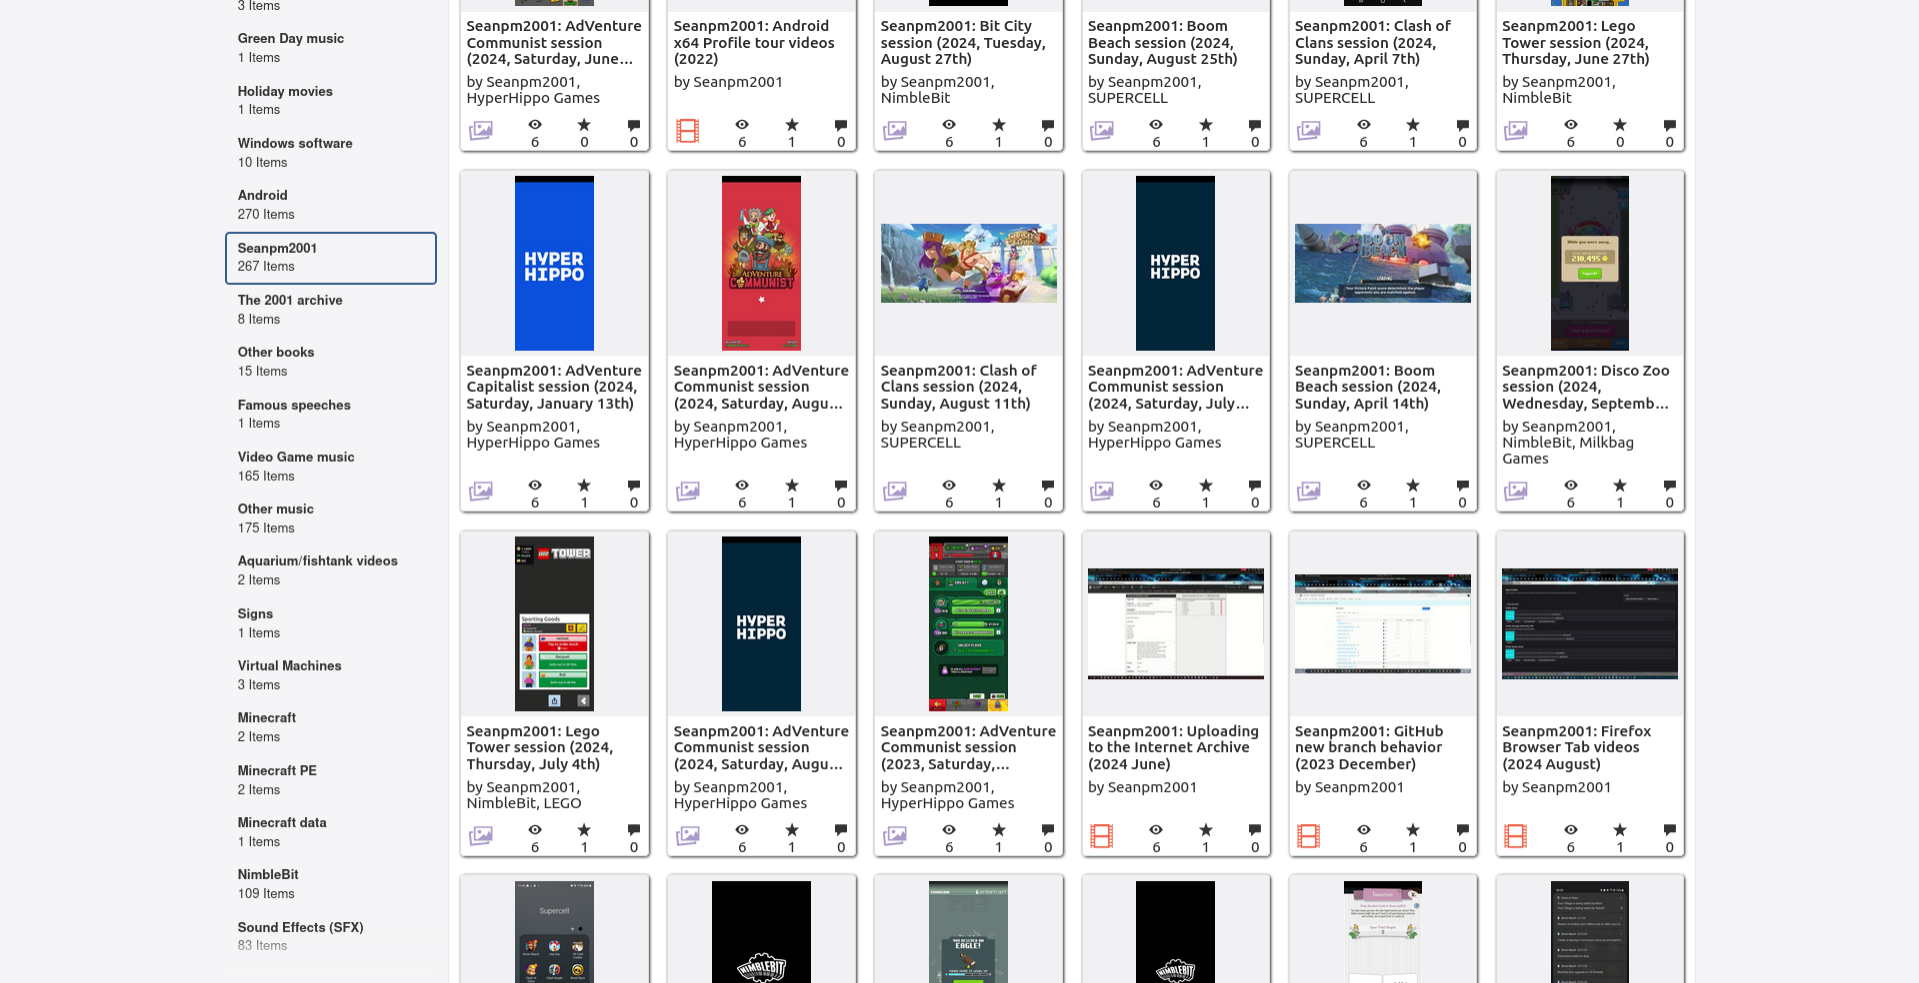 3 Items
Green Day music
1 Items
Holiday movies
1 Items
Windows software
10 Items
Android
270 Items
Seanpm2001
267 Items
The 2001 archive
8 Items
Other books
15 Items
Famous speeches
1 Items
Video Game music
165 Items
Other music
175 Items
Aquarium/fishtank videos
2 Items
Signs
1 Items
Virtual Machines
3 Items
Minecraft
2 Items
Minecraft PE
2 Items
Minecraft data
1 Items
NimbleBit
109 Items
Sound Effects (SFX)
83 Items
Seanpm2001: AdVenture
Communist session
(2024, Saturday, June...
by Seanpm2001,
HyperHippo Games
6 0 0
Seanpm2001: Android
x64 Profile tour videos
(2022)
by Seanpm2001
6 1 0
Seanpm2001: Bit City
session (2024, Tuesday,
August 27th)
by Seanpm2001,
NimbleBit
6 1 0
Seanpm2001: Boom
Beach session (2024,
Sunday, August 25th)
by Seanpm2001,
SUPERCELL
6 1 0
Seanpm2001: Clash of
Clans session (2024,
Sunday, April 7th)
by Seanpm2001,
SUPERCELL
6 1 0
Seanpm2001: Lego
Tower session (2024,
Thursday, June 27th)
by Seanpm2001,
NimbleBit
6 0 0
HYPER
HIPPO
Seanpm2001: AdVenture
Capitalist session (2024,
Saturday, January 13th)
by Seanpm2001,
HyperHippo Games
6 1 0
ADVENTURE
COMMUNIST
Seanpm2001: AdVenture
Communist session
(2024, Saturday, Augu...
by Seanpm2001,
HyperHippo Games
6 1 0
Seanpm2001: Clash of
Clans session (2024,
Sunday, August 11th)
by Seanpm2001,
SUPERCELL
6 1 0
HYPER
HIPPO
Seanpm2001: AdVenture
Communist session
(2024, Saturday, July...
by Seanpm2001,
HyperHippo Games
6 1 0
BOOM
BEACH
Seanpm2001: Boom
Beach session (2024,
Sunday, April 14th)
by Seanpm2001,
SUPERCELL
6 1 0
While you were away...
210,495
Seanpm2001: Disco Zoo
session (2024,
Wednesday, Septemb...
by Seanpm2001,
NimbleBit, Milkbag
Games
6 1 0
LEGO TOWER
Sporting Goods
Seanpm2001: Lego
Tower session (2024,
Thursday, July 4th)
by Seanpm2001,
NimbleBit, LEGO
6 1 0
HYPER
HIPPO
Seanpm2001: AdVenture
Communist session
(2024, Saturday, Augu...
by Seanpm2001,
HyperHippo Games
6 1 0
Seanpm2001: AdVenture
Communist session
(2023, Saturday,...
by Seanpm2001,
HyperHippo Games
6 1 0
Seanpm2001: Uploading
to the Internet Archive
(2024 June)
by Seanpm2001
6 1 0
Seanpm2001: GitHub
new branch behavior
(2023 December)
by Seanpm2001
6 1 0
Seanpm2001: Firefox
Browser Tab videos
(2024 August)
by Seanpm2001
6 1 0
Supercell
NIMBLEBIT
EAGLE!
NIMBLEBIT